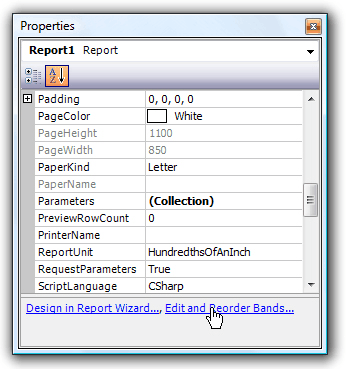 Properties
Report1 Report
Padding 0, 0, 0, 0
PageColor White
PageHeight 1100
PageWidth 850
PaperKind Letter
PaperName
Parameters (Collection)
PreviewRowCount 0
PrinterName
ReportUnit HundredthsOfAnInch
RequestParameters True
ScriptLanguage CSharp
Design in Report Wizard..., Edit and Reorder Bands...